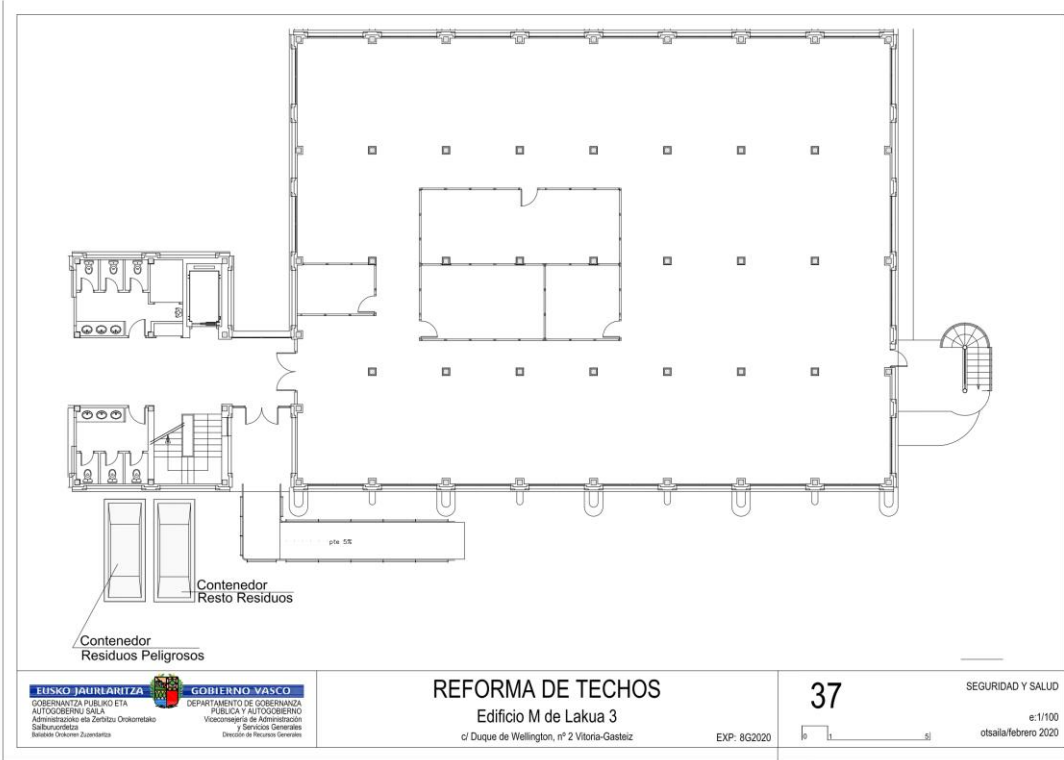 pte 5%
Contenedor
Resto Residuos
Contenedor
Residuos Peligrosos
EUSKO JAURLARITZA
GOBIERNO VASCO
GOBERNANTZA PUBLIKO ETA
AUTOGOBERNU SAILA
Administrazioko eta Zerbitzu Orokorretako
Sailburuordetza
Baliabide Orokorren Zuzendaritza
DEPARTAMENTO DE GOBERNANZA
PÚBLICA Y AUTOGOBIERNO
Viceconsejería de Administración
y Servicios Generales
Dirección de Recursos Generales
REFORMA DE TECHOS
Edificio M de Lakua 3
c/ Duque de Wellington, nº 2 Vitoria-Gasteiz
EXP: 8G2020
37
0 1 5
SEGURIDAD Y SALUD
e:1/100
otsaila/febrero 2020